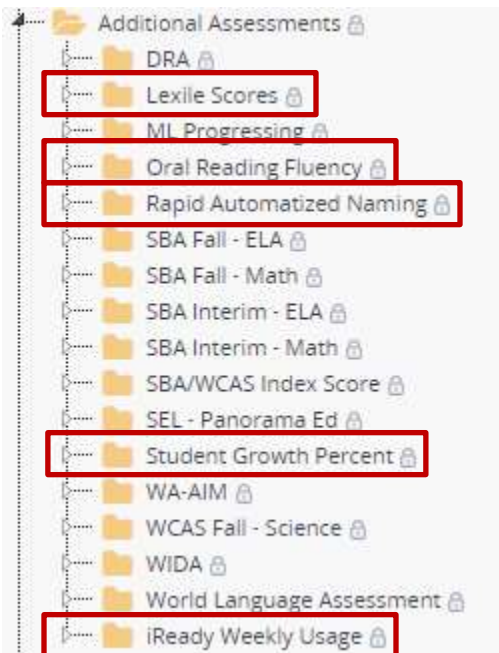 Additional Assessments
DRA
Lexile Scores
ML Progressing
Oral Reading Fluency
Rapid Automatized Naming
SBA Fall - ELA
SBA Fall - Math
SBA Interim - ELA
SBA Interim - Math
SBA/WCAS Index Score
SEL - Panorama Ed
Student Growth Percent
WA-AIM
WCAS Fall - Science
WIDA
World Language Assessment
iReady Weekly Usage